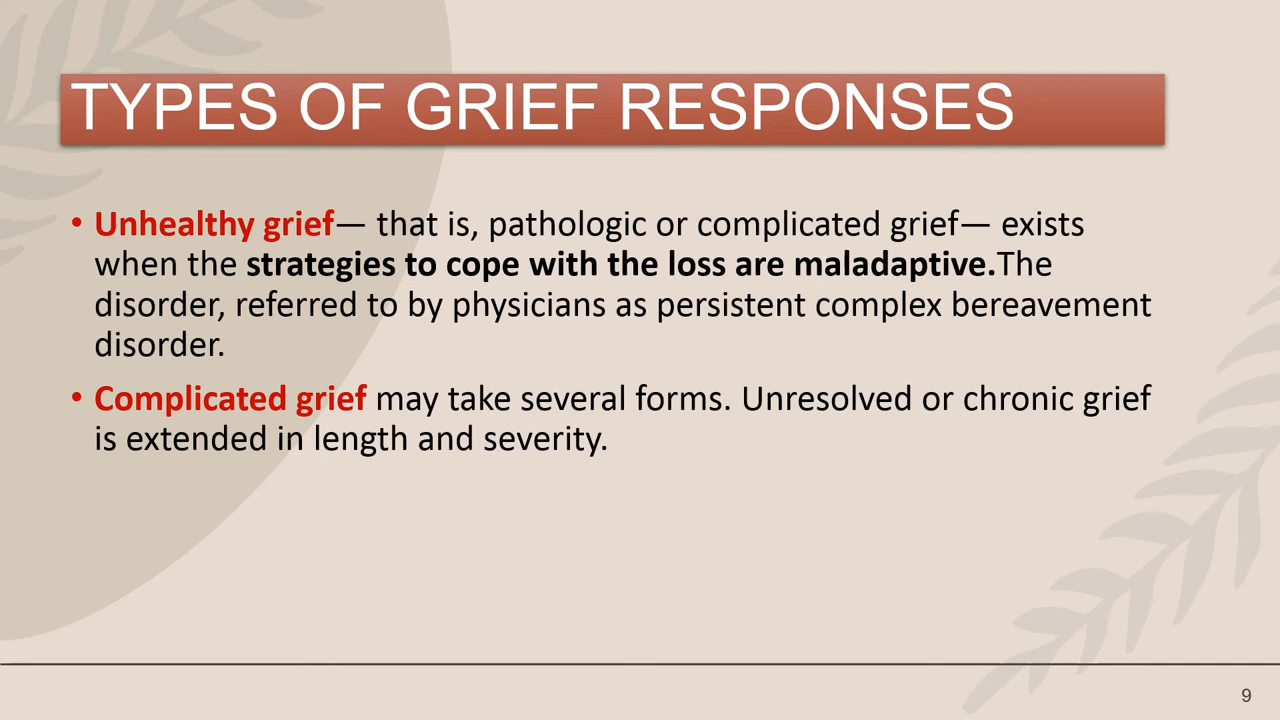 TYPES OF GRIEF RESPONSES
• Unhealthy grief— that is, pathologic or complicated grief— exists
when the strategies to cope with the loss are maladaptive.The
disorder, referred to by physicians as persistent complex bereavement
disorder.
• Complicated grief may take several forms. Unresolved or chronic grief
is extended in length and severity.
9